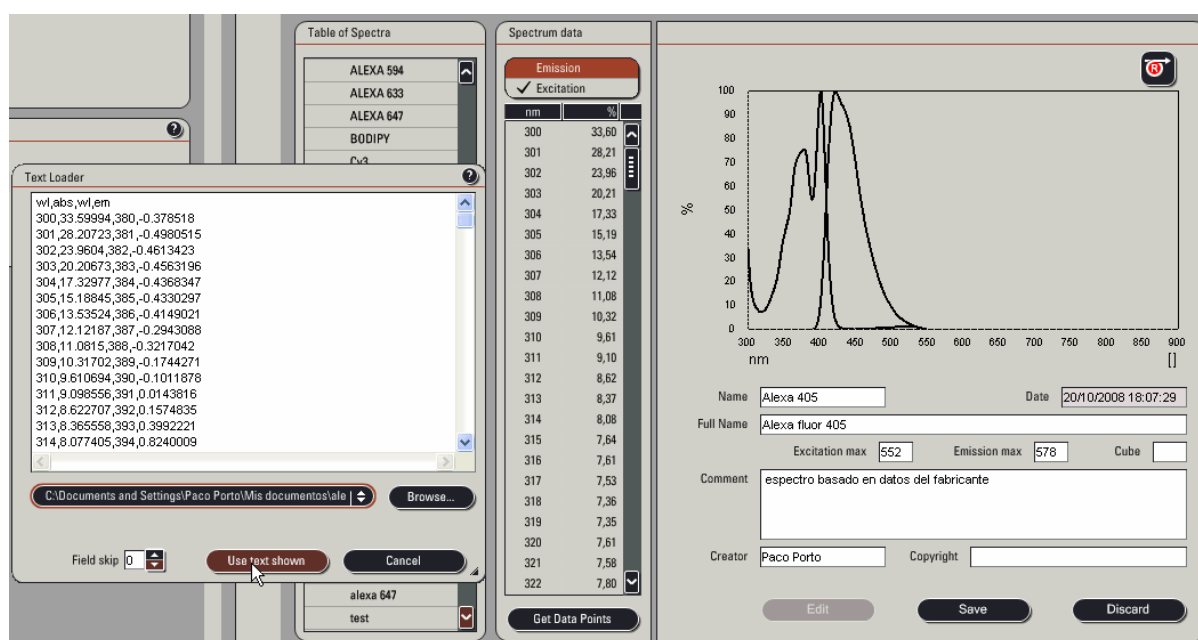 Table of Spectra
ALEXA 594
ALEXA 633
ALEXA 647
BODIPY
Cy3
Text Loader
wl,abs,wl,em
300,33.59994,380,-0.378518
301,28.20723,381,-0.4980515
302,23.9604,382,-0.4613423
303,20.20673,383,-0.4563196
304,17.32977,384,-0.4368347
305,15.18845,385,-0.4330297
306,13.53524,386,-0.4149021
307,12.12187,387,-0.2943088
308,11.0815,388,-0.3217042
309,10.31702,389,-0.1744271
310,9.610694,390,-0.1011878
311,9.098556,391,0.0143816
312,8.622707,392,0.1574835
313,8.365558,393,0.3992221
314,8.077405,394,0.8240009
C:\Documents and Settings\Paco Porto\Mis documentos\ale
Browse...
Field skip 0
Use text shown
Cancel
alexa 647
test
Spectrum data
Emission
Excitation
nm %
300 33,60
301 28,21
302 23,96
303 20,21
304 17,33
305 15,19
306 13,54
307 12,12
308 11,08
309 10,32
310 9,61
311 9,10
312 8,62
313 8,37
314 8,08
315 7,64
316 7,61
317 7,53
318 7,36
319 7,35
320 7,61
321 7,58
322 7,80
Get Data Points
R
100
90
80
70
60
%
50
40
30
20
10
0
300 350 400 450 500 550 600 650 700 750 800 850 900
nm []
Name Alexa 405 Date 20/10/2008 18:07:29
Full Name Alexa fluor 405
Excitation max 552 Emission max 578 Cube
Comment espectro basado en datos del fabricante
Creator Paco Porto Copyright
Edit Save Discard